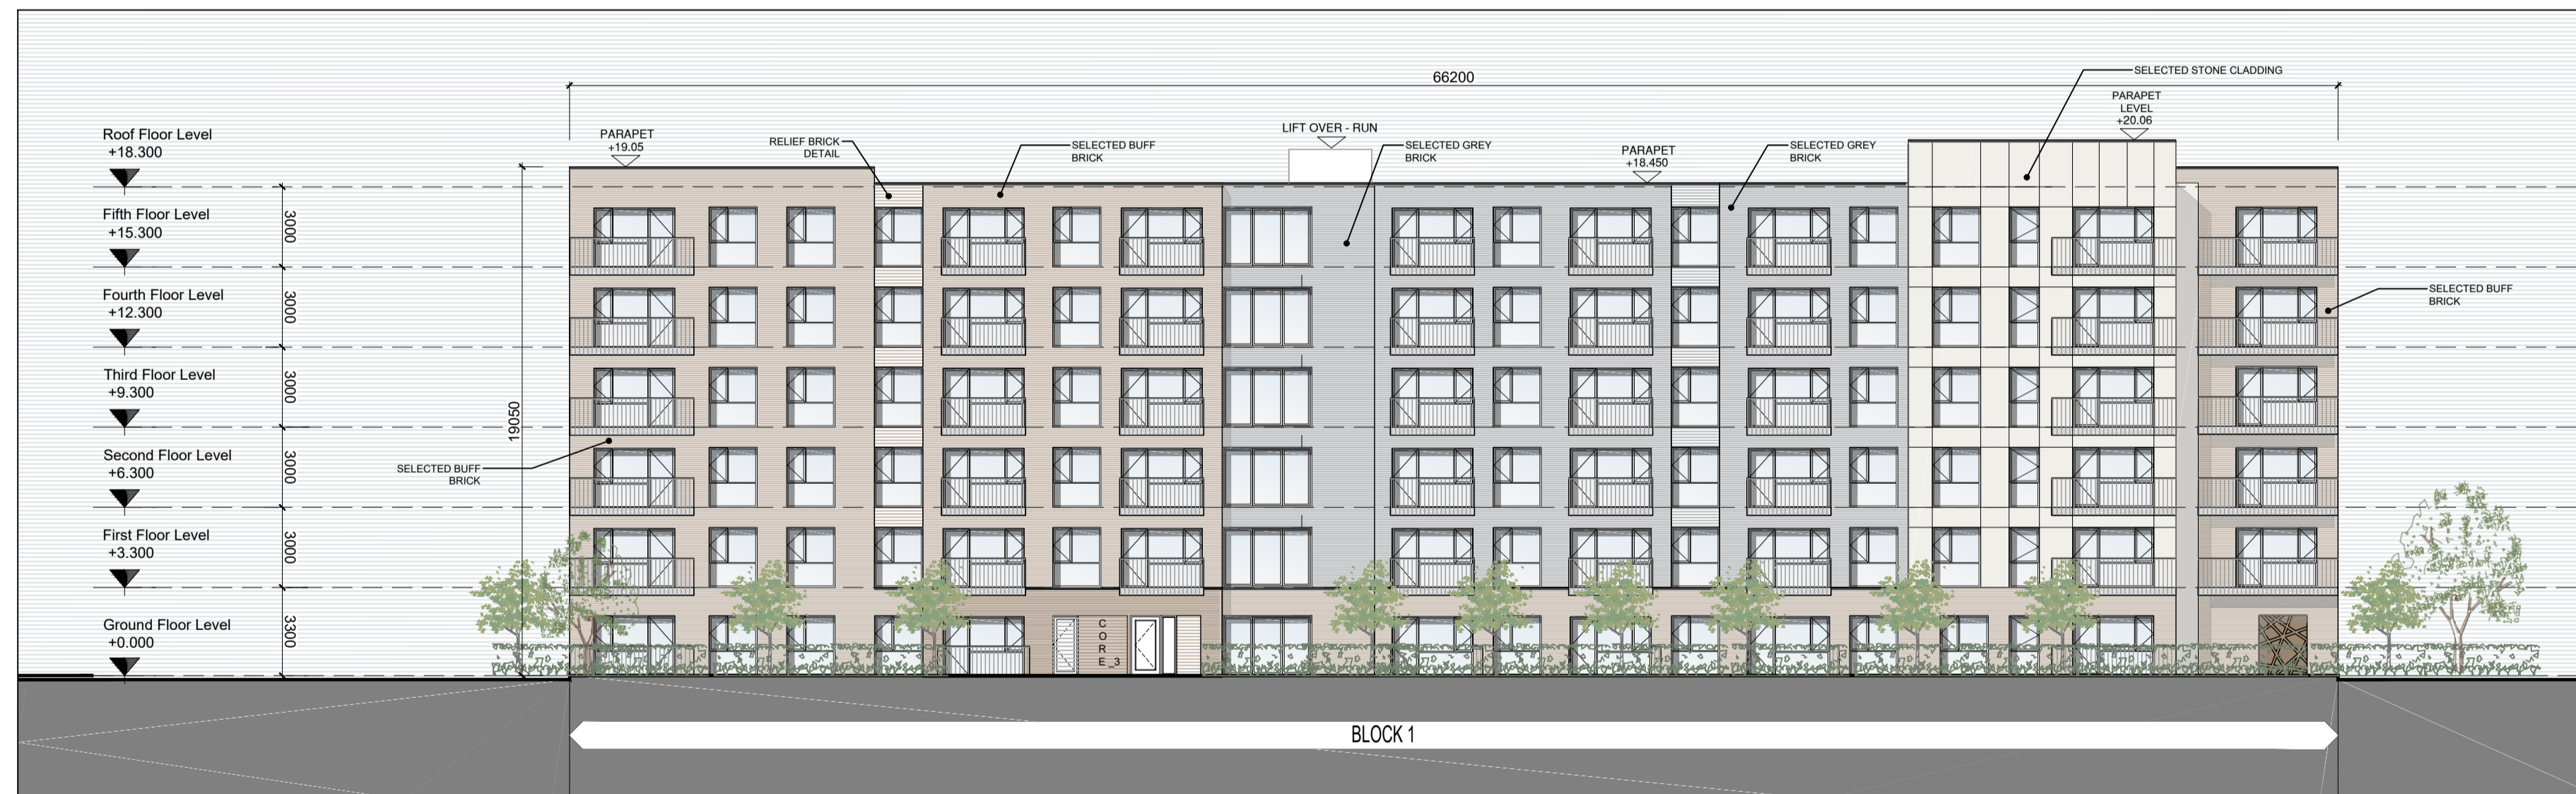 66200
SELECTED STONE CLADDING
PARAPET
LEVEL
+20.06
Roof Floor Level
+18.300
PARAPET
+19.05
RELIEF BRICK
DETAIL
SELECTED BUFF
BRICK
LIFT OVER - RUN
SELECTED GREY
BRICK
PARAPET
+18.450
SELECTED GREY
BRICK
Fifth Floor Level
+15.300
3000
Fourth Floor Level
+12.300
3000
SELECTED BUFF
BRICK
Third Floor Level
+9.300
3000
19050
Second Floor Level
+6.300
3000
SELECTED BUFF
BRICK
First Floor Level
+3.300
3000
Ground Floor Level
+0.000
3300
C
O
R
E_3
BLOCK 1